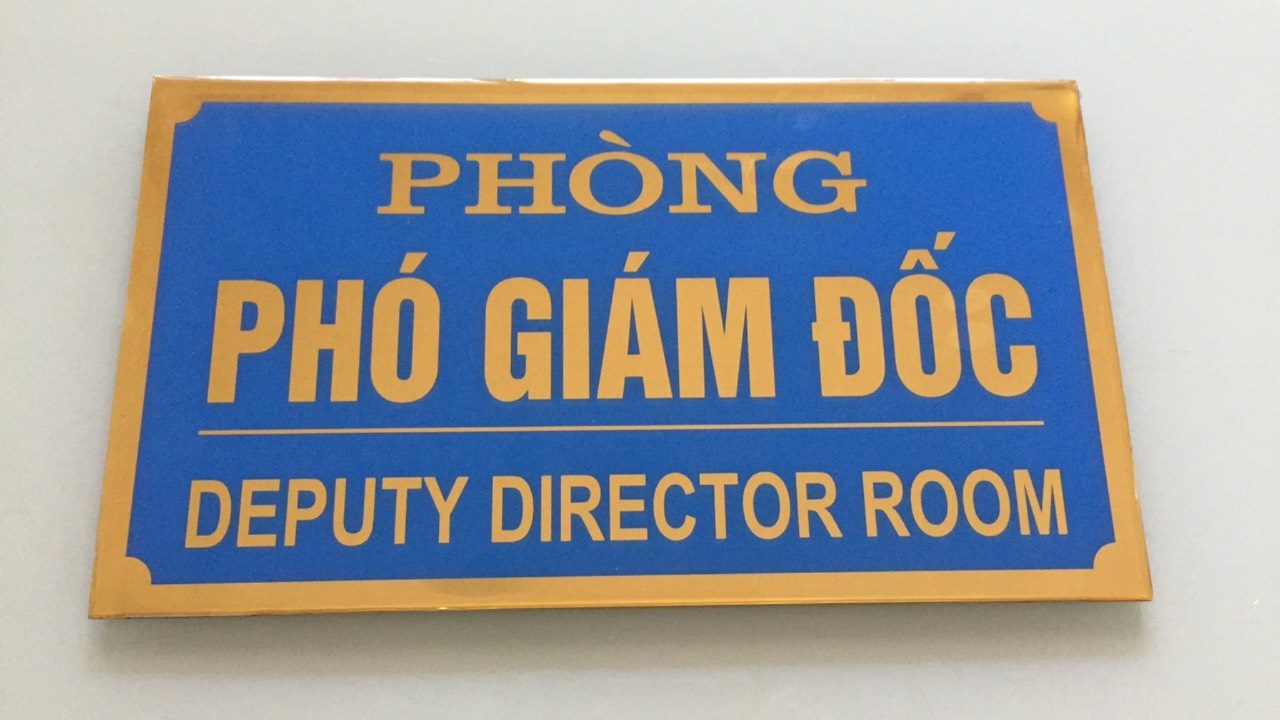 PHÒNG
PHÓ GIÁM ĐỐC
DEPUTY DIRECTOR ROOM